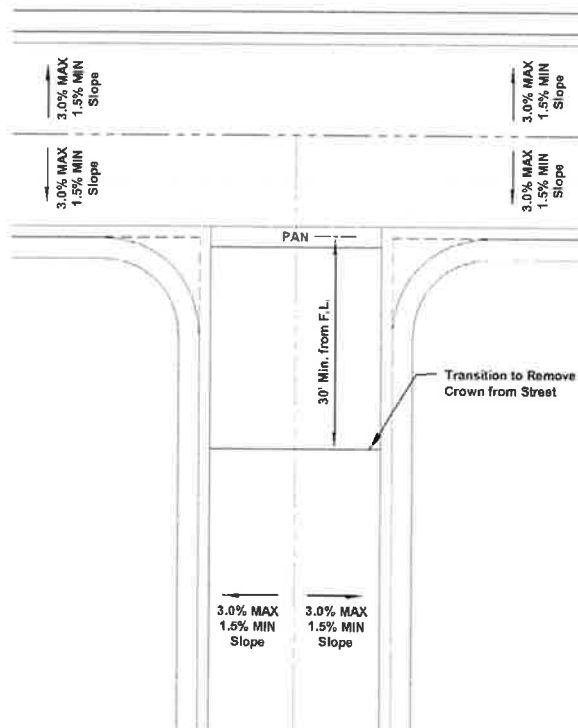 3.0% MAX
1.5% MIN
Slope
3.0% MAX
1.5% MIN
Slope
3.0% MAX
1.5% MIN
Slope
3.0% MAX
1.5% MIN
Slope
PAN
30' Min. from F.L.
Transition to Remove
Crown from Street
3.0% MAX
1.5% MIN
Slope
3.0% MAX
1.5% MIN
Slope